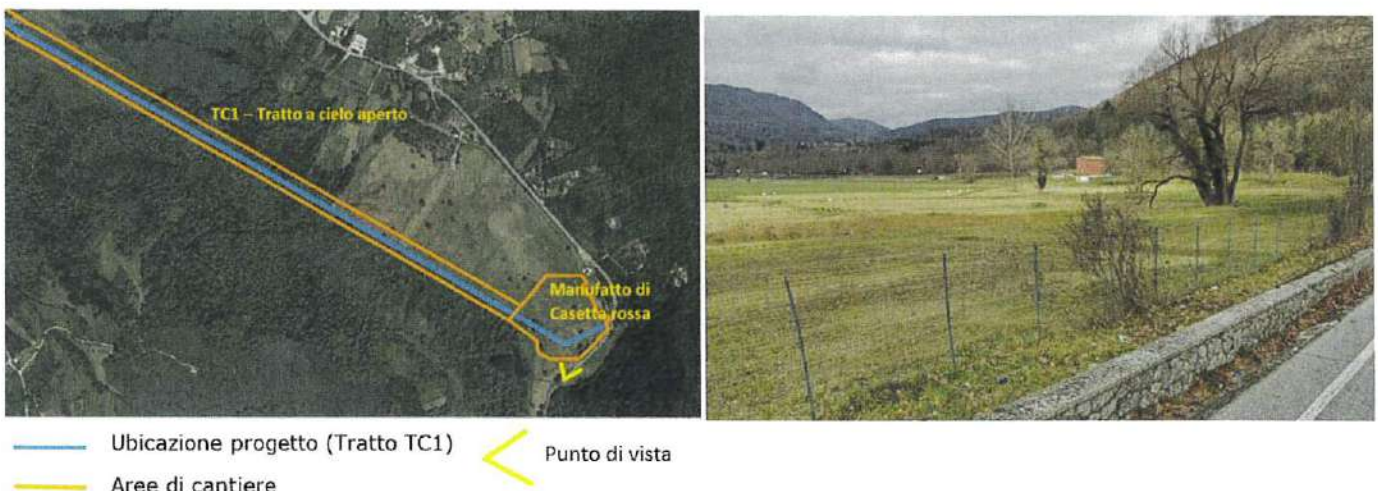 TC1 – Tratto a cielo aperto
Manufatto di
Casetta rossa
Ubicazione progetto (Tratto TC1)
Punto di vista
Aree di cantiere